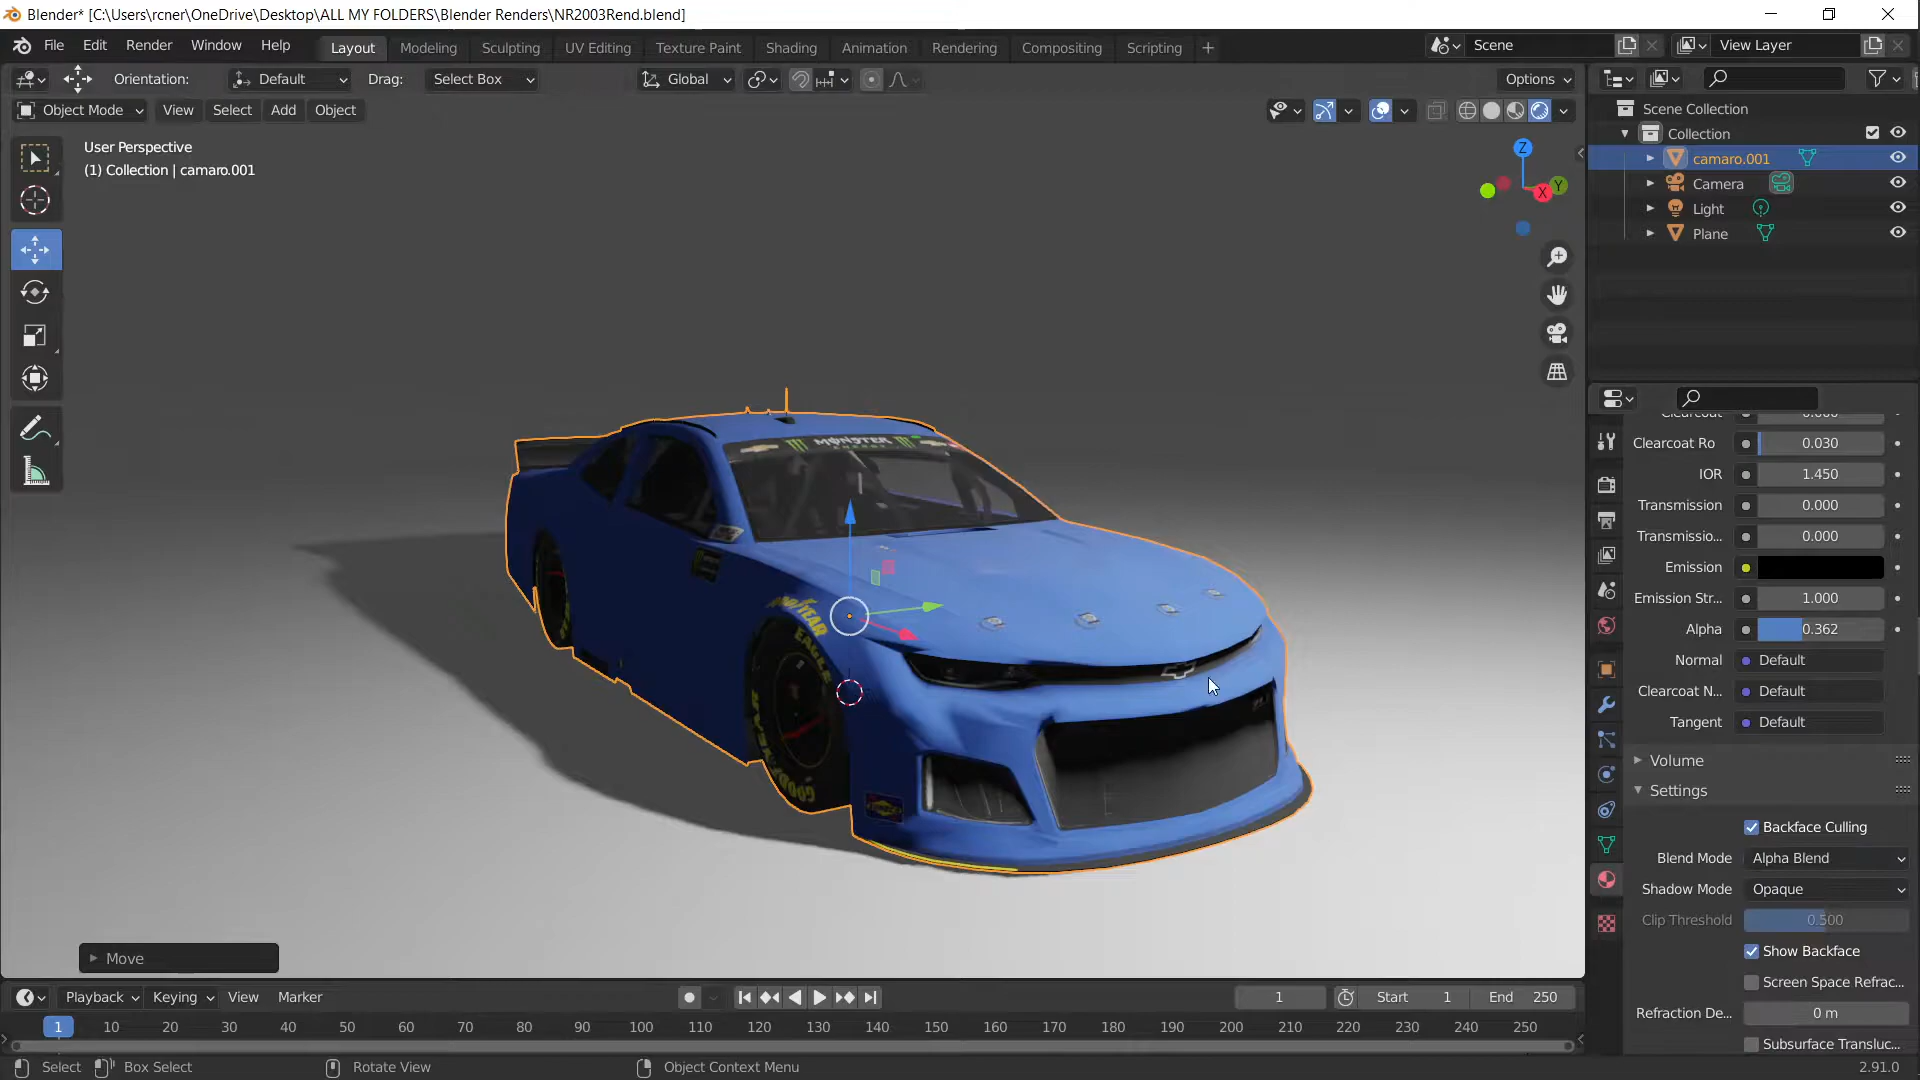 Blender* [C:\Users\rcner\OneDrive\Desktop\ALL MY FOLDERS\Blender Renders\NR2003Rend.blend]
File Edit Render Window Help Layout Modeling Sculpting UV Editing Texture Paint Shading Animation Rendering Compositing Scripting + Scene View Layer
Orientation: Default Drag: Select Box Global Options
Object Mode View Select Add Object
User Perspective
(1) Collection | camaro.001
Z
Y
X
Scene Collection
Collection
camaro.001
Camera
Light
Plane
Clearcoat 0.000
Clearcoat Ro 0.030
IOR 1.450
Transmission 0.000
Transmissio... 0.000
Emission
Emission Str... 1.000
Alpha 0.362
Normal Default
Clearcoat N... Default
Tangent Default
Volume
Settings
Backface Culling
Blend Mode Alpha Blend
Shadow Mode Opaque
Clip Threshold 0.500
Show Backface
Screen Space Refrac...
Refraction De... 0 m
Subsurface Transluc...
MONSTER
ENERGY
GOODYEAR
EAGLE
GOODYEAR
Move
Playback Keying View Marker 1 Start 1 End 250
1 10 20 30 40 50 60 70 80 90 100 110 120 130 140 150 160 170 180 190 200 210 220 230 240 250
Select Box Select Rotate View Object Context Menu 2.91.0